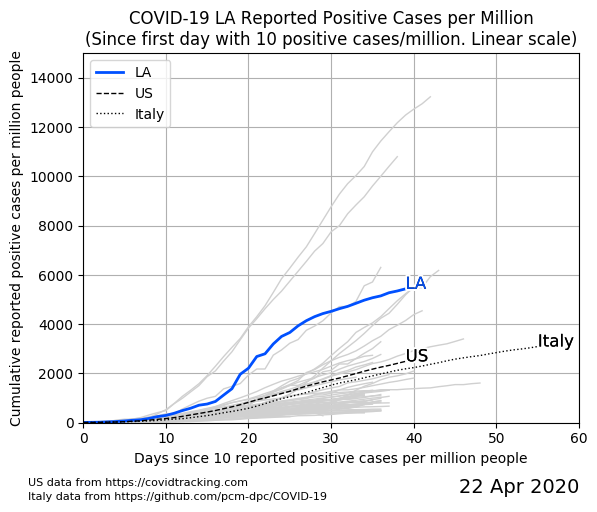 COVID-19 LA Reported Positive Cases per Million
(Since first day with 10 positive cases/million. Linear scale)
Cumulative reported positive cases per million people
14000
12000
10000
8000
6000
4000
2000
0
LA
US
Italy
LA
US
Italy
0 10 20 30 40 50 60
Days since 10 reported positive cases per million people
US data from https://covidtracking.com
Italy data from https://github.com/pcm-dpc/COVID-19
22 Apr 2020